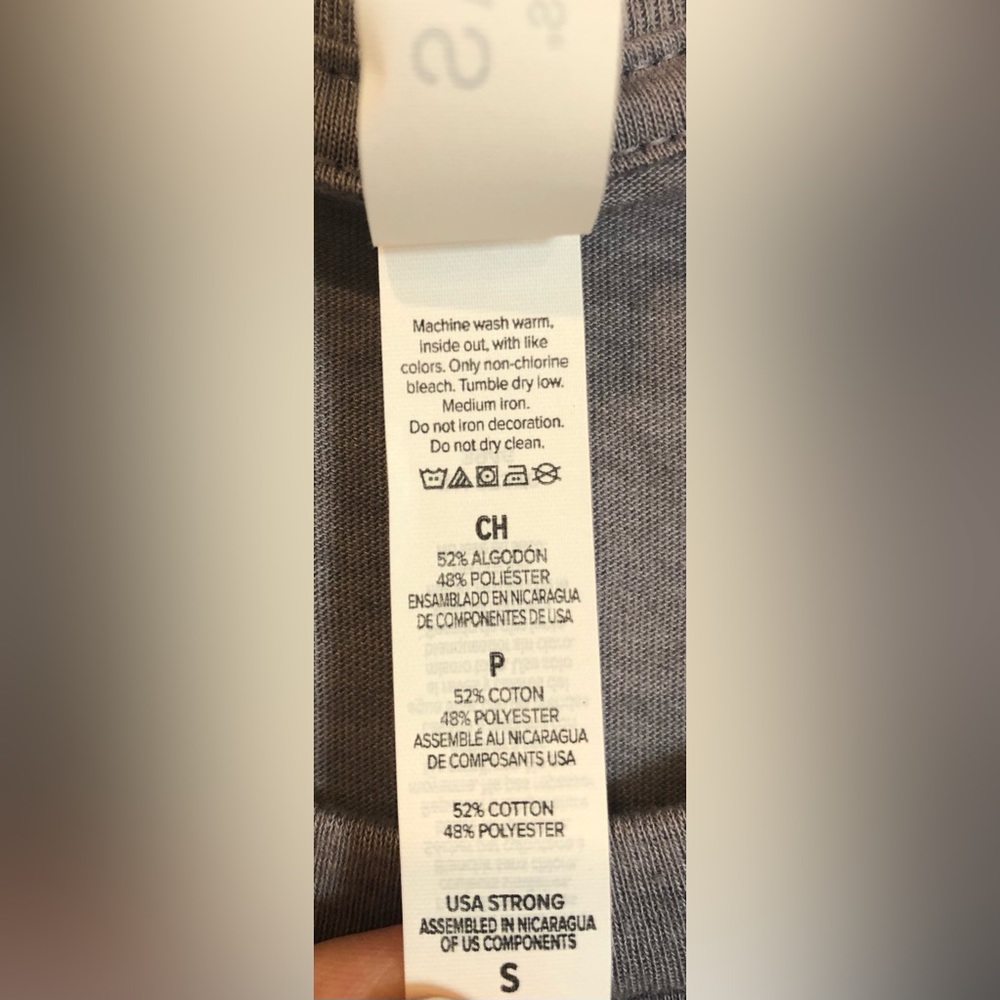 S
Machine wash warm,
inside out, with like
colors. Only non-chlorine
bleach. Tumble dry low.
Medium iron.
Do not iron decoration.
Do not dry clean.
CH
52% ALGODÓN
48% POLIÉSTER
ENSAMBLADO EN NICARAGUA
DE COMPONENTES DE USA
P
52% COTON
48% POLYESTER
ASSEMBLÉ AU NICARAGUA
DE COMPOSANTS USA
52% COTTON
48% POLYESTER
USA STRONG
ASSEMBLED IN NICARAGUA
OF US COMPONENTS
S